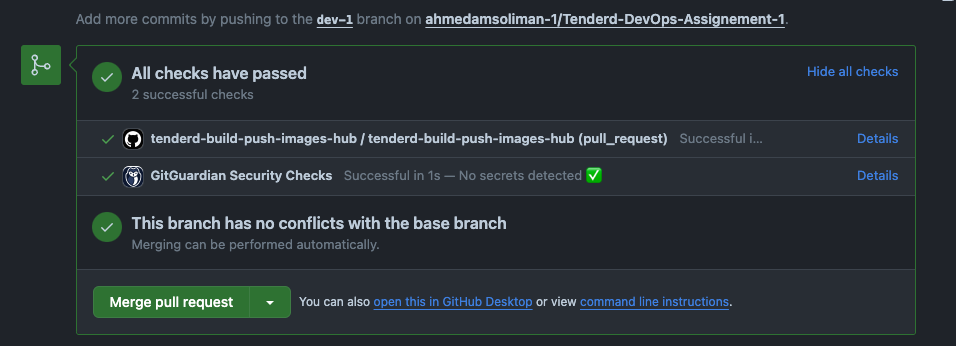 Add more commits by pushing to the dev-1 branch on ahmedamsoliman-1/Tenderd-DevOps-Assignement-1.
All checks have passed
Hide all checks
2 successful checks
tenderd-build-push-images-hub / tenderd-build-push-images-hub (pull_request) Successful i... Details
GitGuardian Security Checks Successful in 1s — No secrets detected ✅ Details
This branch has no conflicts with the base branch
Merging can be performed automatically.
Merge pull request You can also open this in GitHub Desktop or view command line instructions.